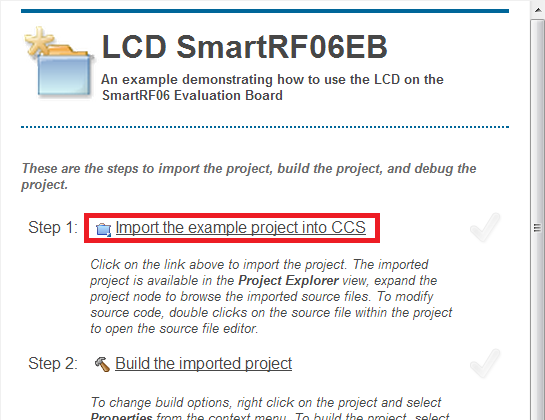 LCD SmartRF06EB
An example demonstrating how to use the LCD on the
SmartRF06 Evaluation Board
These are the steps to import the project, build the project, and debug the
project.
Step 1: Import the example project into CCS
Click on the link above to import the project. The imported
project is available in the Project Explorer view, expand the
project node to browse the imported source files. To modify
source code, double clicks on the source file within the project
to open the source file editor.
Step 2: Build the imported project
To change build options, right click on the project and select
Properties from the context menu. To build the project, select